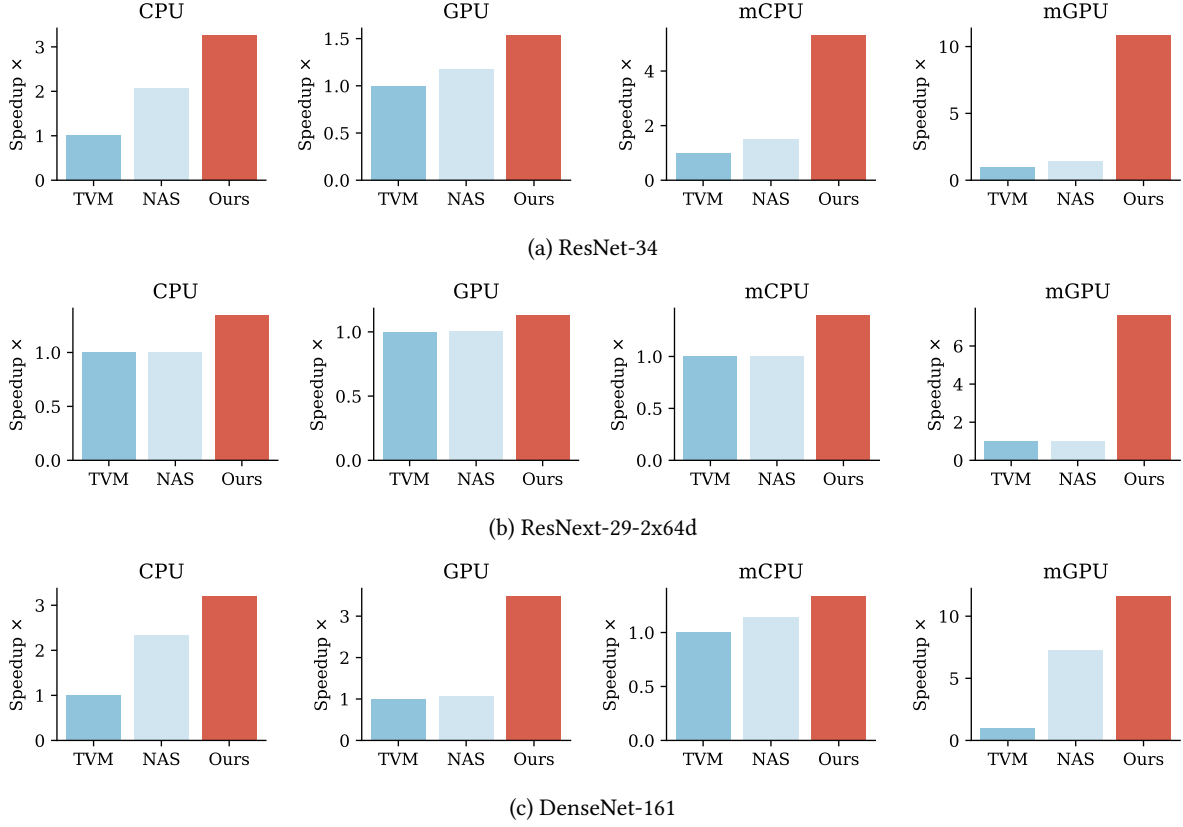 CPU GPU mCPU mGPU
Speedup × 3 2 1 0 TVM NAS Ours
Speedup × 1.5 1.0 0.5 0.0 TVM NAS Ours
Speedup × 4 2 0 TVM NAS Ours
Speedup × 10 5 0 TVM NAS Ours
(a) ResNet-34
CPU GPU mCPU mGPU
Speedup × 1.0 0.5 0.0 TVM NAS Ours
Speedup × 1.0 0.5 0.0 TVM NAS Ours
Speedup × 1.0 0.5 0.0 TVM NAS Ours
Speedup × 6 4 2 0 TVM NAS Ours
(b) ResNext-29-2x64d
CPU GPU mCPU mGPU
Speedup × 3 2 1 0 TVM NAS Ours
Speedup × 3 2 1 0 TVM NAS Ours
Speedup × 1.0 0.5 0.0 TVM NAS Ours
Speedup × 10 5 0 TVM NAS Ours
(c) DenseNet-161